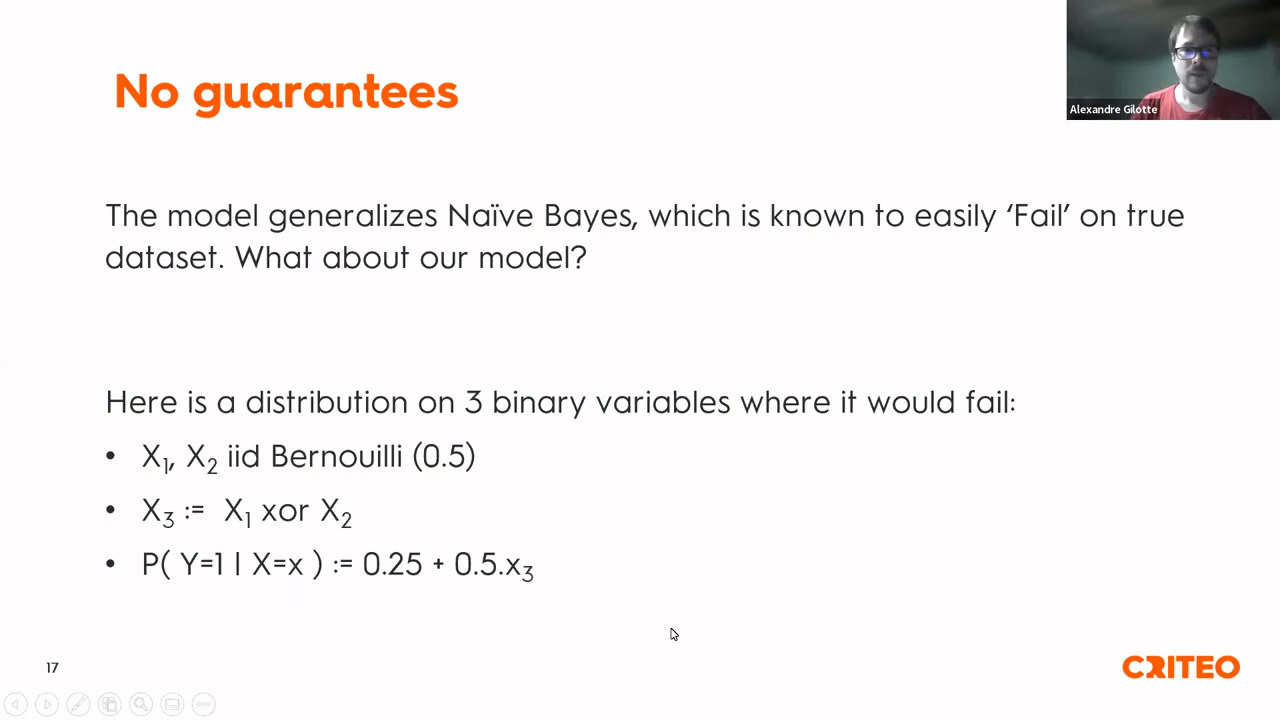 No guarantees
Alexandre Gilotte
The model generalizes Naïve Bayes, which is known to easily ‘Fail’ on true
dataset. What about our model?
Here is a distribution on 3 binary variables where it would fail:
• X₁, X₂ iid Bernouilli (0.5)
• X₃ := X₁ xor X₂
• P( Y=1 | X=x ) := 0.25 + 0.5.x₃
17
CRITEO